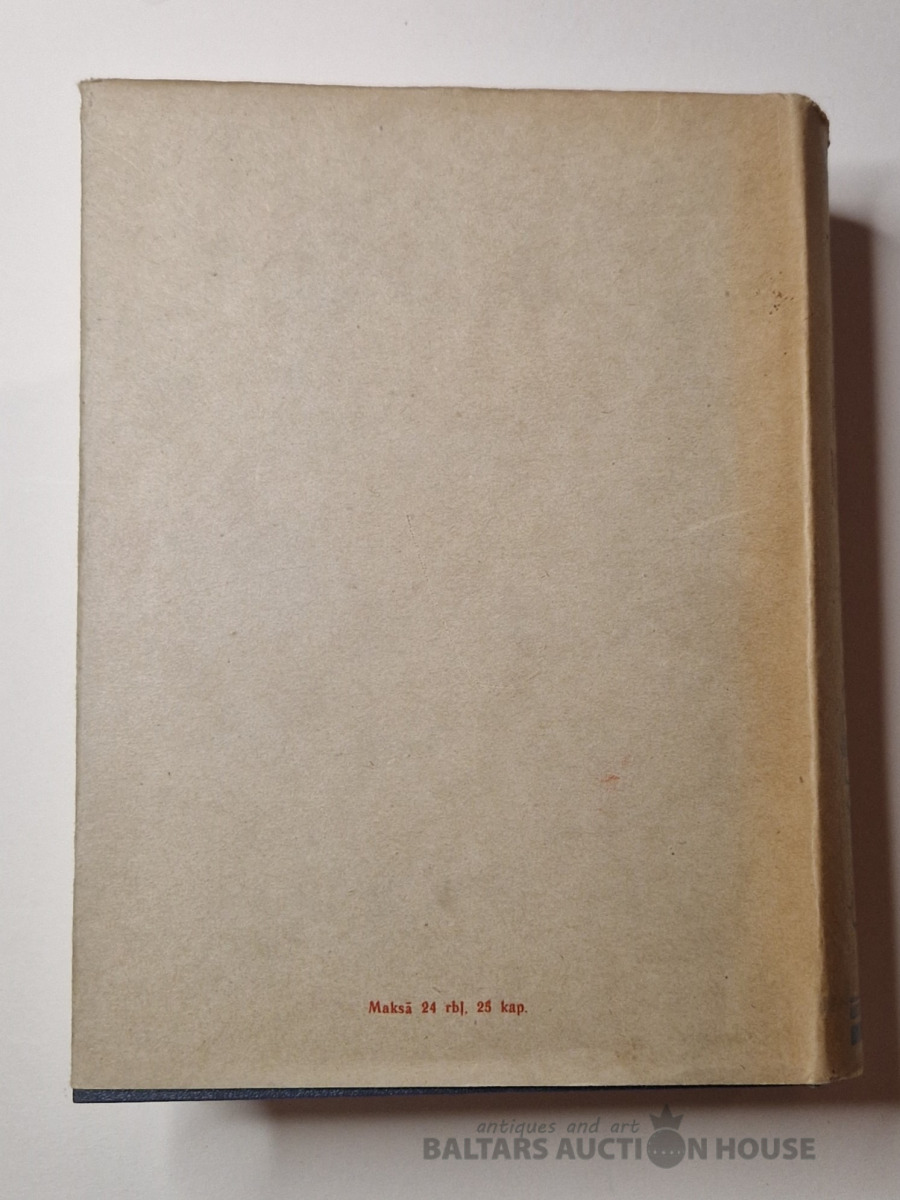 Maksā 24 rbļ. 25 kap.
antiques and art
BALTARS AUCTION HOUSE